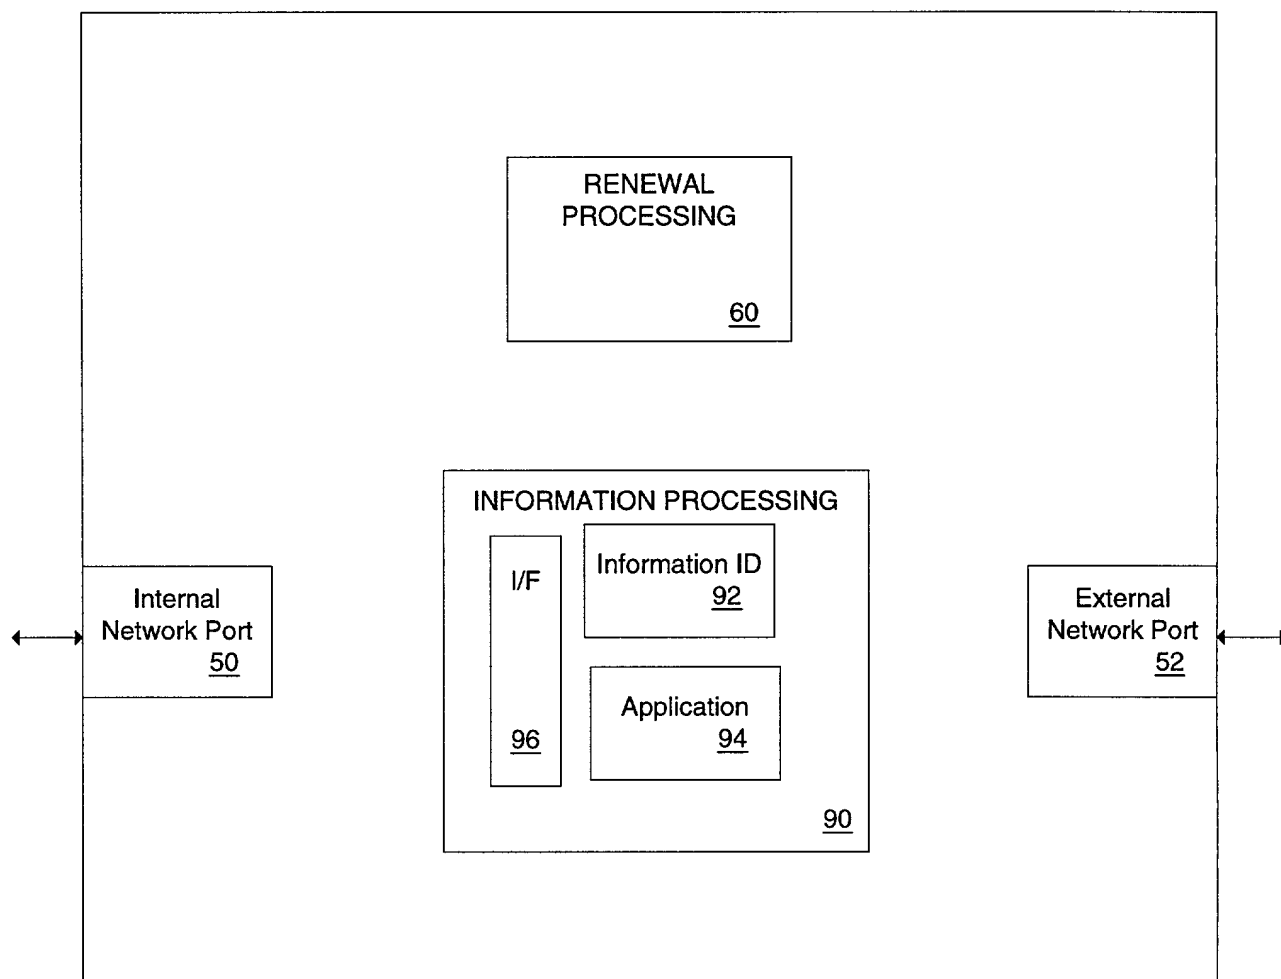 RENEWAL
PROCESSING
60
INFORMATION PROCESSING
I/F
96
Information ID
92
Application
94
90
Internal
Network Port
50
External
Network Port
52